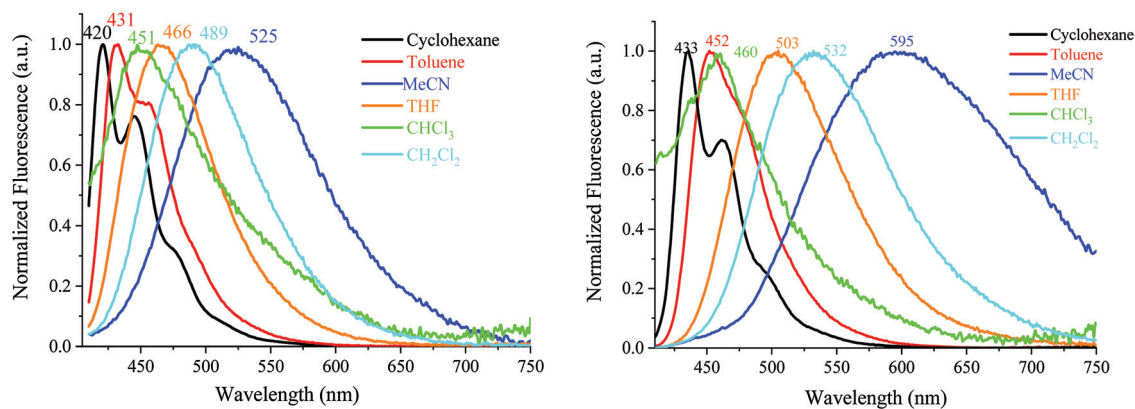 420 431 451 466 489 525
1.0
0.8
0.6
0.4
0.2
0.0
Normalized Fluorescence (a.u.)
Cyclohexane
Toluene
MeCN
THF
CHCl3
CH2Cl2
400 450 500 550 600 650 700 750
Wavelength (nm)
433 452 460 503 532 595
1.0
0.8
0.6
0.4
0.2
0.0
Normalized Fluorescence (a.u.)
Cyclohexane
Toluene
MeCN
THF
CHCl3
CH2Cl2
450 500 550 600 650 700 750
Wavelength (nm)